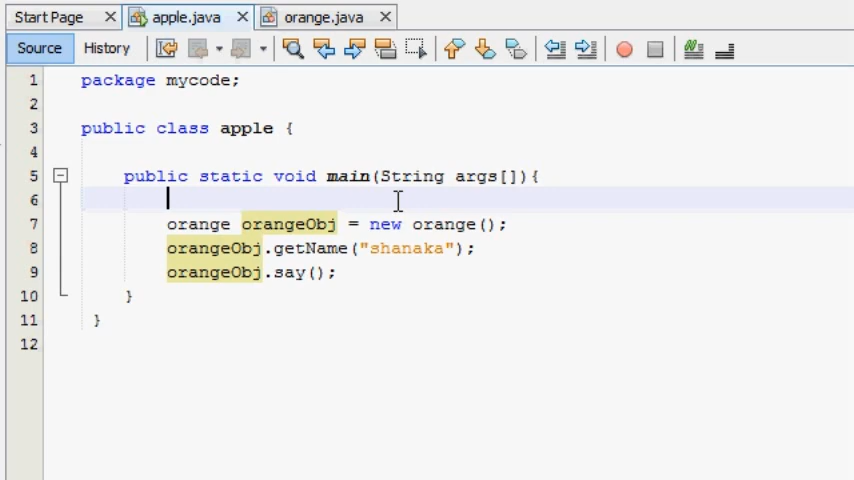 Start Page apple.java orange.java
Source History
1 package mycode;
2
3 public class apple {
4
5 public static void main(String args[]){
6
7 orange orangeObj = new orange();
8 orangeObj.getName("shanaka");
9 orangeObj.say();
10 }
11 }
12